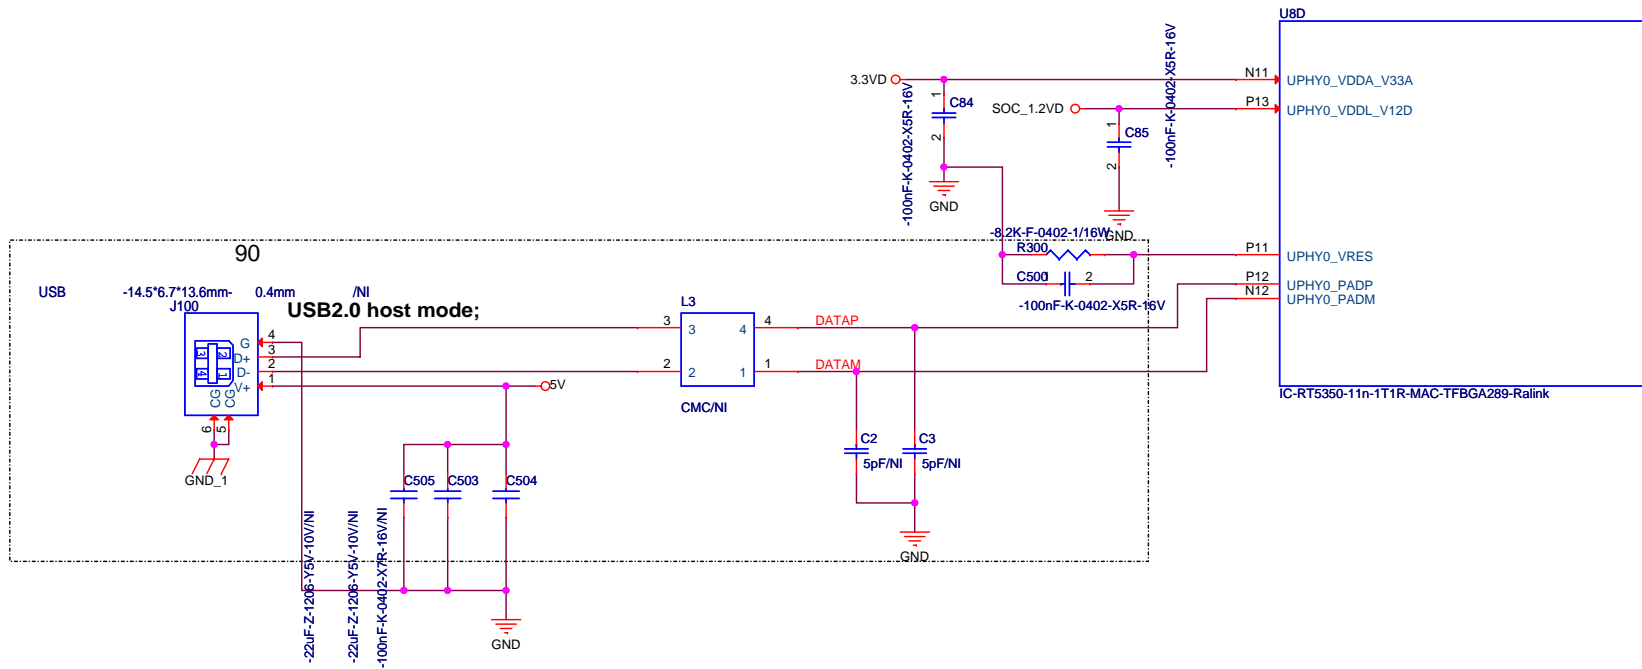 U8D
3.3VD
SOC_1.2VD
1
C84
2
-100nF-K-0402-X5R-16V
GND
1
C85
2
-100nF-K-0402-X5R-16V
GND
N11
UPHY0_VDDA_V33A
P13
UPHY0_VDDL_V12D
P11
UPHY0_VRES
P12
UPHY0_PADP
N12
UPHY0_PADM
IC-RT5350-11n-1T1R-MAC-TFBGA289-Ralink
-8.2K-F-0402-1/16W
R300
C500
1
2
-100nF-K-0402-X5R-16V
90
USB -14.5*6.7*13.6mm- 0.4mm /NI
J100
USB2.0 host mode;
G
4
D+
3
D-
2
V+
1
3
2
4
1
CG
CG
6
5
GND_1
5V
L3
3
3
4
4
2
2
1
1
CMC/NI
DATAP
DATAM
C2
5pF/NI
C3
5pF/NI
GND
C505
C503
C504
-22uF-Z-1206-Y5V-10V/NI
-22uF-Z-1206-Y5V-10V/NI
-100nF-K-0402-X7R-16V/NI
GND